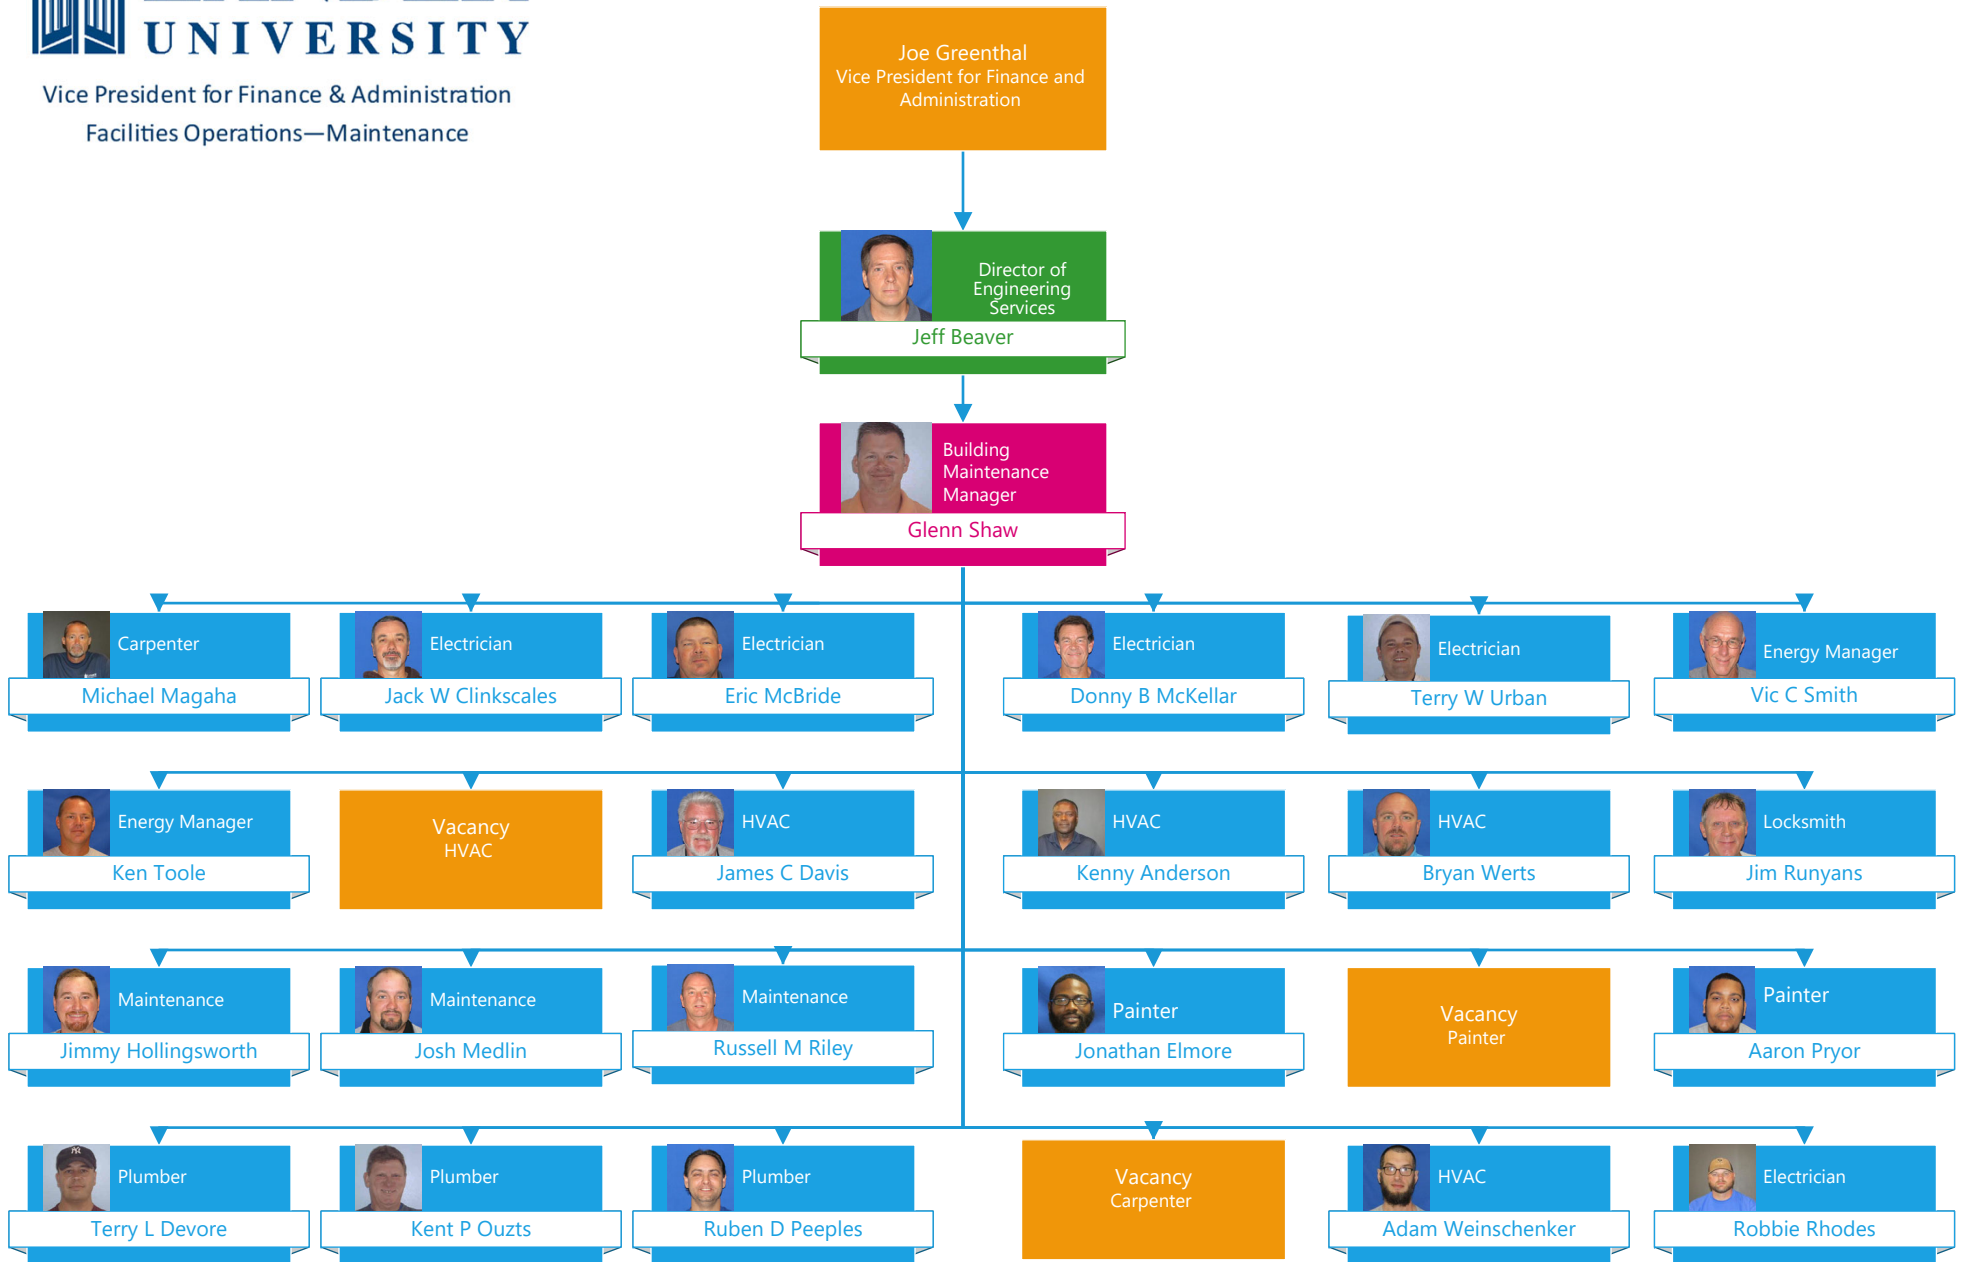 UNIVERSITY
Vice President for Finance & Administration
Facilities Operations—Maintenance
Joe Greenthal
Vice President for Finance and
Administration
Director of
Engineering
Services
Jeff Beaver
Building
Maintenance
Manager
Glenn Shaw
Carpenter
Michael Magaha
Electrician
Jack W Clinkscales
Electrician
Eric McBride
Electrician
Donny B McKellar
Electrician
Terry W Urban
Energy Manager
Vic C Smith
Energy Manager
Ken Toole
Vacancy
HVAC
HVAC
James C Davis
HVAC
Kenny Anderson
HVAC
Bryan Werts
Locksmith
Jim Runyans
Maintenance
Jimmy Hollingsworth
Maintenance
Josh Medlin
Maintenance
Russell M Riley
Painter
Jonathan Elmore
Vacancy
Painter
Painter
Aaron Pryor
Plumber
Terry L Devore
Plumber
Kent P Ouzts
Plumber
Ruben D Peeples
Vacancy
Carpenter
HVAC
Adam Weinschenker
Electrician
Robbie Rhodes